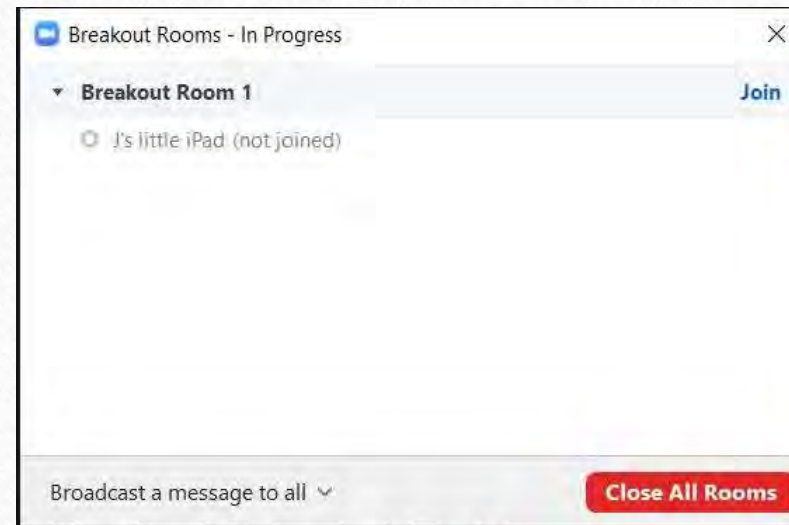 Breakout Rooms - In Progress
Breakout Room 1 Join
J's little iPad (not joined)
Broadcast a message to all
Close All Rooms